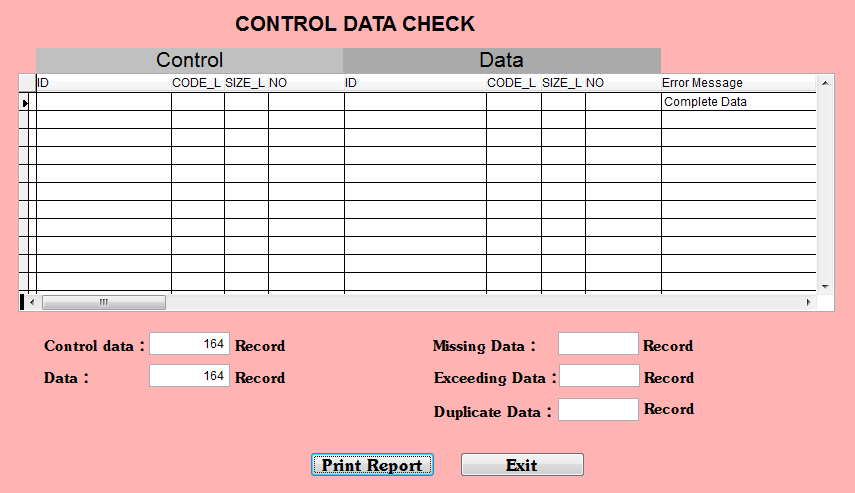 CONTROL DATA CHECK
Control Data
ID CODE_L SIZE_L NO ID CODE_L SIZE_L NO Error Message
Complete Data
Control data : 164 Record Missing Data : Record
Data : 164 Record Exceeding Data : Record
Duplicate Data : Record
Print Report Exit